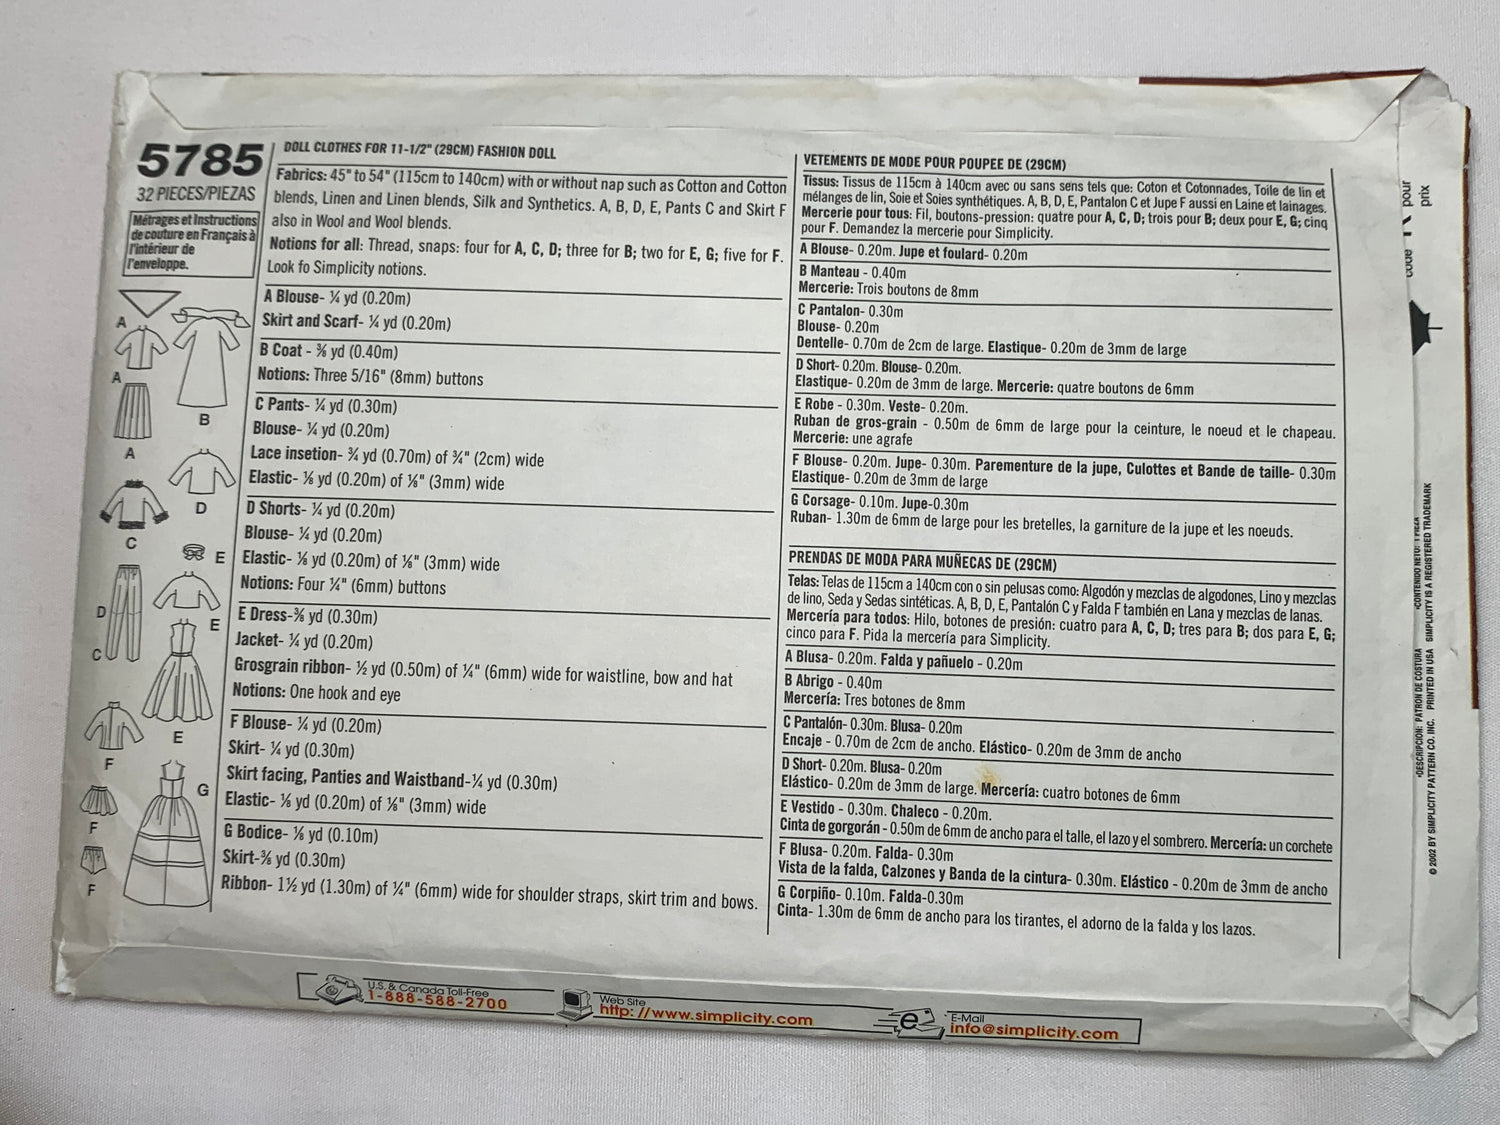 5785
32 PIECES/PIEZAS
Métrages et Instructions
de couture en Français à
l'intérieur de
l'enveloppe.
A
A
B
A
D
C
E
D
E
C
E
F
G
F
F
DOLL CLOTHES FOR 11-1/2" (29CM) FASHION DOLL
Fabrics: 45" to 54" (115cm to 140cm) with or without nap such as Cotton and Cotton
blends, Linen and Linen blends, Silk and Synthetics. A, B, D, E, Pants C and Skirt F
also in Wool and Wool blends.
Notions for all: Thread, snaps: four for A, C, D; three for B; two for E, G; five for F.
Look fo Simplicity notions.
A Blouse- ¼ yd (0.20m)
Skirt and Scarf- ¼ yd (0.20m)
B Coat - ⅜ yd (0.40m)
Notions: Three 5/16" (8mm) buttons
C Pants- ¼ yd (0.30m)
Blouse- ¼ yd (0.20m)
Lace insetion- ¾ yd (0.70m) of ¾" (2cm) wide
Elastic- ⅛ yd (0.20m) of ⅛" (3mm) wide
D Shorts- ¼ yd (0.20m)
Blouse- ¼ yd (0.20m)
Elastic- ⅛ yd (0.20m) of ⅛" (3mm) wide
Notions: Four ¼" (6mm) buttons
E Dress-⅜ yd (0.30m)
Jacket- ¼ yd (0.20m)
Grosgrain ribbon- ½ yd (0.50m) of ¼" (6mm) wide for waistline, bow and hat
Notions: One hook and eye
F Blouse- ¼ yd (0.20m)
Skirt- ¼ yd (0.30m)
Skirt facing, Panties and Waistband-¼ yd (0.30m)
Elastic- ⅛ yd (0.20m) of ⅛" (3mm) wide
G Bodice- ⅛ yd (0.10m)
Skirt-⅜ yd (0.30m)
Ribbon- 1½ yd (1.30m) of ¼" (6mm) wide for shoulder straps, skirt trim and bows.
VETEMENTS DE MODE POUR POUPEE DE (29CM)
Tissus: Tissus de 115cm à 140cm avec ou sans sens tels que: Coton et Cotonnades, Toile de lin et
mélanges de lin, Soie et Soies synthétiques. A, B, D, E, Pantalon C et Jupe F aussi en Laine et lainages.
Mercerie pour tous: Fil, boutons-pression: quatre pour A, C, D; trois pour B; deux pour E, G; cinq
pour F. Demandez la mercerie pour Simplicity.
A Blouse- 0.20m. Jupe et foulard- 0.20m
B Manteau - 0.40m
Mercerie: Trois boutons de 8mm
C Pantalon- 0.30m
Blouse- 0.20m
Dentelle- 0.70m de 2cm de large. Elastique- 0.20m de 3mm de large
D Short- 0.20m. Blouse- 0.20m.
Elastique- 0.20m de 3mm de large. Mercerie: quatre boutons de 6mm
E Robe - 0.30m. Veste- 0.20m.
Ruban de gros-grain - 0.50m de 6mm de large pour la ceinture, le noeud et le chapeau.
Mercerie: une agrafe
F Blouse- 0.20m. Jupe- 0.30m. Parementure de la jupe, Culottes et Bande de taille- 0.30m
Elastique- 0.20m de 3mm de large
G Corsage- 0.10m. Jupe-0.30m
Ruban- 1.30m de 6mm de large pour les bretelles, la garniture de la jupe et les noeuds.
PRENDAS DE MODA PARA MUÑECAS DE (29CM)
Telas: Telas de 115cm a 140cm con o sin pelusas como: Algodón y mezclas de algodones, Lino y mezclas
de lino, Seda y Sedas sintéticas. A, B, D, E, Pantalón C y Falda F también en Lana y mezclas de lanas.
Mercería para todos: Hilo, botones de presión: cuatro para A, C, D; tres para B; dos para E, G;
cinco para F. Pida la mercería para Simplicity.
A Blusa- 0.20m. Falda y pañuelo - 0.20m
B Abrigo - 0.40m
Mercería: Tres botones de 8mm
C Pantalón- 0.30m. Blusa- 0.20m
Encaje - 0.70m de 2cm de ancho. Elástico- 0.20m de 3mm de ancho
D Short- 0.20m. Blusa- 0.20m
Elástico- 0.20m de 3mm de large. Mercería: cuatro botones de 6mm
E Vestido - 0.30m. Chaleco - 0.20m.
Cinta de gorgorán - 0.50m de 6mm de ancho para el talle, el lazo y el sombrero. Mercería: un corchete
F Blusa- 0.20m. Falda- 0.30m
Vista de la falda, Calzones y Banda de la cintura- 0.30m. Elástico - 0.20m de 3mm de ancho
G Corpiño- 0.10m. Falda-0.30m
Cinta- 1.30m de 6mm de ancho para los tirantes, el adorno de la falda y los lazos.
code K pour
prix
*DESCRIPCION: PATRON DE COSTURA *CONTENIDO NETO: 1 PIEZA
© 2002 BY SIMPLICITY PATTERN CO. INC. PRINTED IN USA SIMPLICITY IS A REGISTERED TRADEMARK
U.S. & Canada Toll-Free
1-888-588-2700
Web Site
http://www.simplicity.com
E-Mail
info@simplicity.com